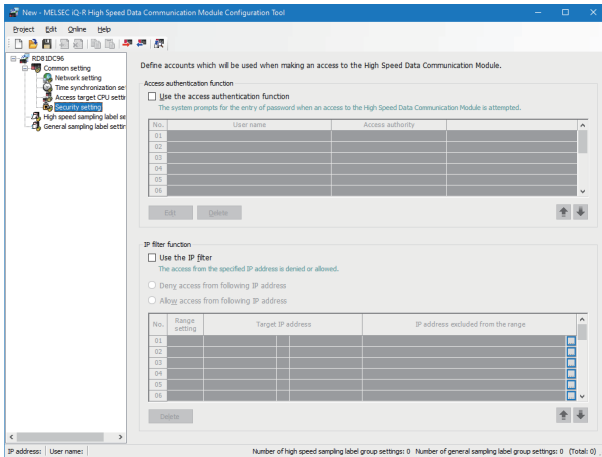 New - MELSEC iQ-R High Speed Data Communication Module Configuration Tool
Project Edit Online Help
RD81DC96
Common setting
Network setting
Time synchronization se
Access target CPU settir
Security setting
High speed sampling label se
General sampling label settir
Define accounts which will be used when making an access to the High Speed Data Communication Module.
Access authentication function
Use the access authentication function
The system prompts for the entry of password when an access to the High Speed Data Communication Module is attempted.
No. User name Access authority
01
02
03
04
05
06
Edit Delete
IP filter function
Use the IP filter
The access from the specified IP address is denied or allowed.
Deny access from following IP address
Allow access from following IP address
No. Range setting Target IP address IP address excluded from the range
01
02
03
04
05
06
Delete
IP address: User name: Number of high speed sampling label group settings: 0 Number of general sampling label group settings: 0 (Total: 0)